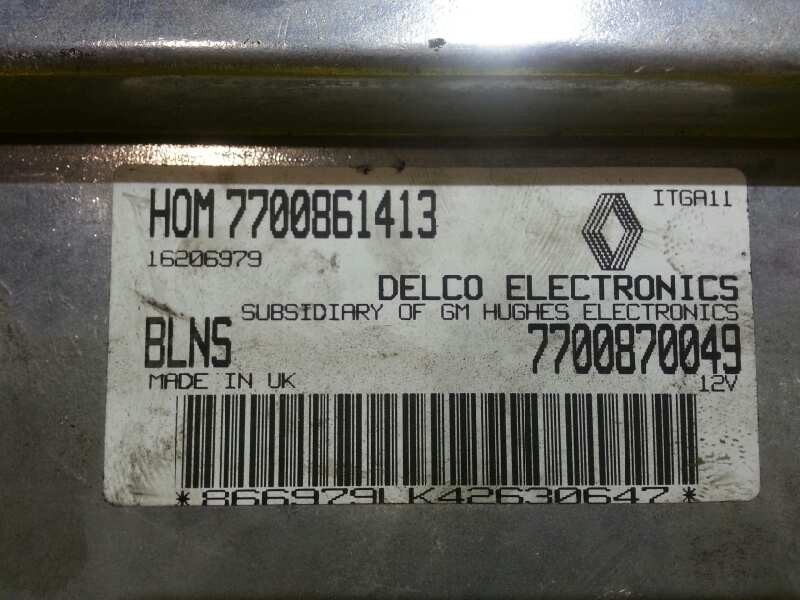 HOM 7700861413
ITGA11
16206979
DELCO ELECTRONICS
SUBSIDIARY OF GM HUGHES ELECTRONICS
BLNS 7700870049
MADE IN UK 12V
*866979LK42630647*